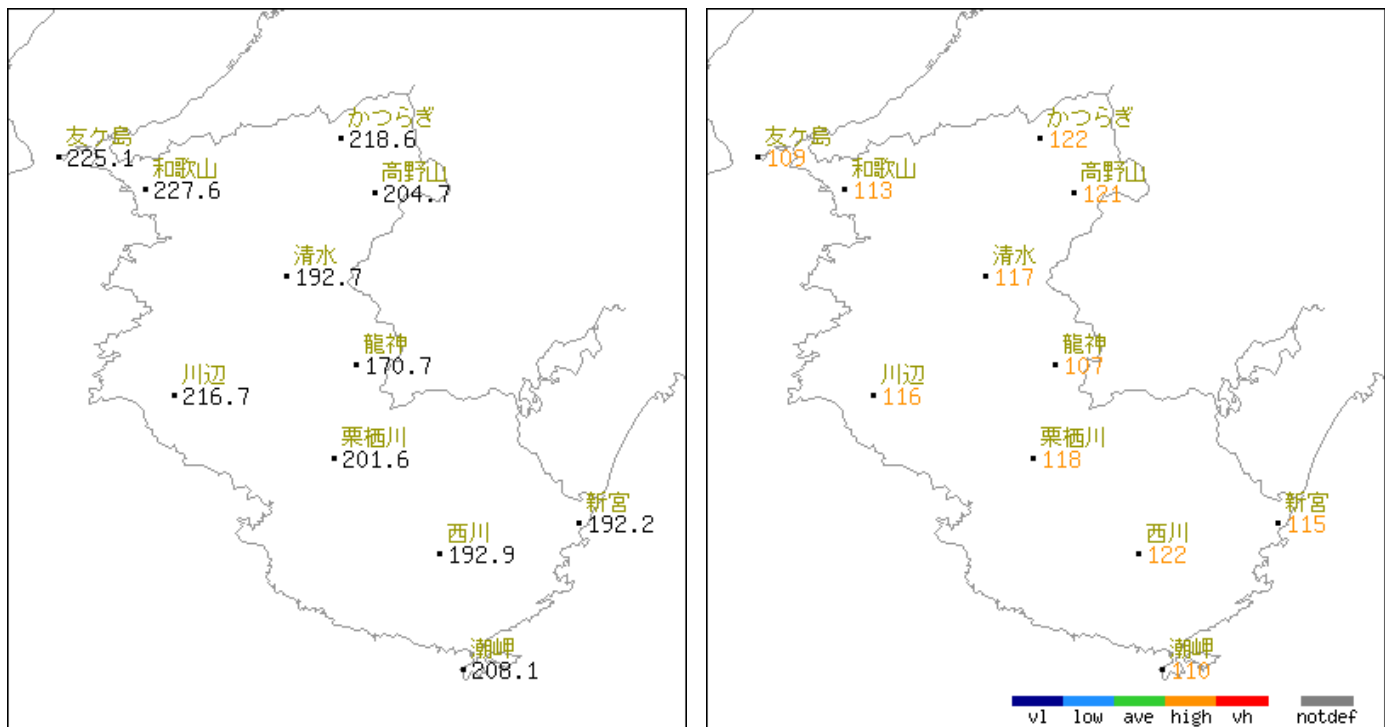 かつらぎ
218.6
友ケ島
225.1
和歌山
227.6
高野山
204.7
清水
192.7
龍神
170.7
川辺
216.7
栗栖川
201.6
新宮
192.2
西川
192.9
潮岬
208.1
かつらぎ
122
友ケ島
109
和歌山
113
高野山
121
清水
117
龍神
107
川辺
116
栗栖川
118
新宮
115
西川
122
潮岬
110
vl low ave high vh notdef